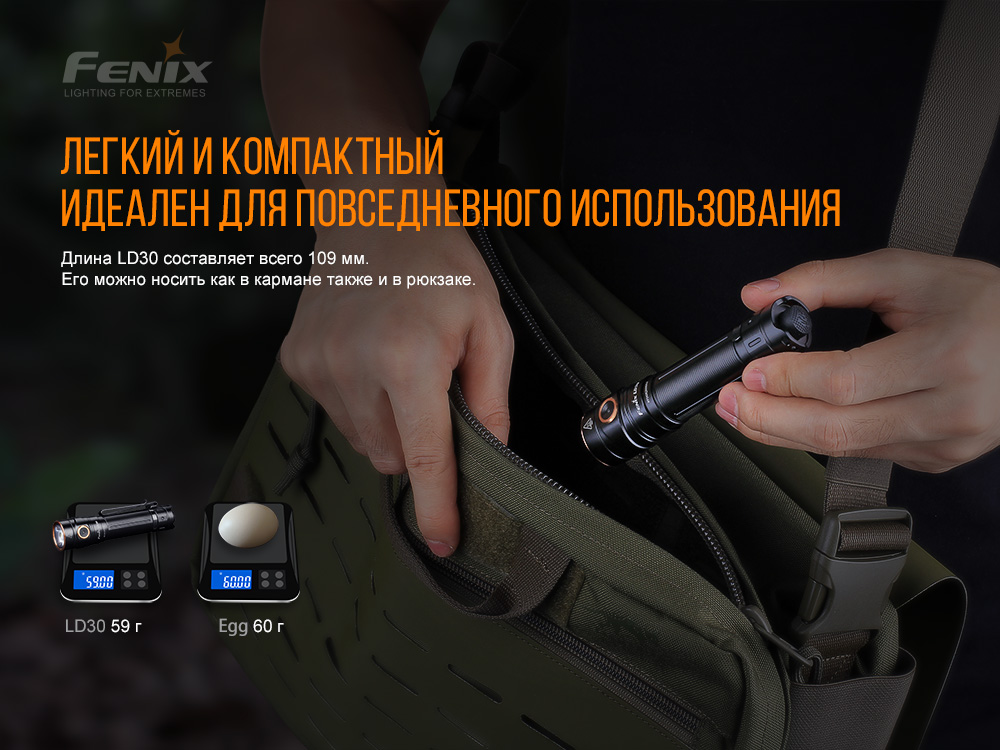 FENIX
LIGHTING FOR EXTREMES
ЛЕГКИЙ И КОМПАКТНЫЙ
ИДЕАЛЕН ДЛЯ ПОВСЕДНЕВНОГО ИСПОЛЬЗОВАНИЯ
Длина LD30 составляет всего 109 мм.
Его можно носить как в кармане также и в рюкзаке.
FENIX
59.00
60.00
LD30 59 г
Egg 60 г